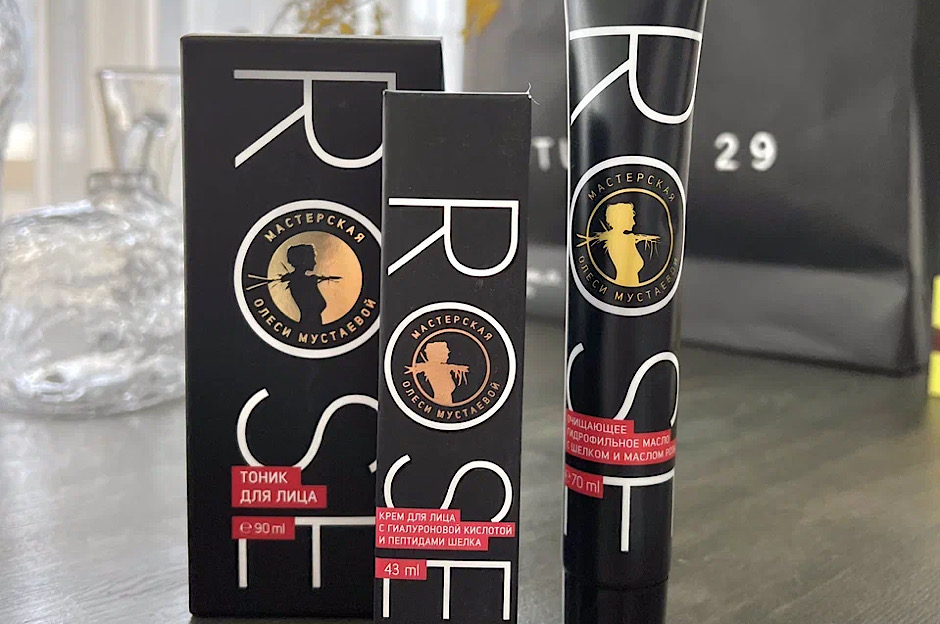 ROSE
МАСТЕРСКАЯ
ОЛЕСИ МУСТАЕВОЙ
ТОНИК
ДЛЯ ЛИЦА
℮ 90 ml
ROSE
МАСТЕРСКАЯ
ОЛЕСИ МУСТАЕВОЙ
КРЕМ ДЛЯ ЛИЦА
С ГИАЛУРОНОВОЙ КИСЛОТОЙ
И ПЕПТИДАМИ ШЕЛКА
43 ml
ROSE
МАСТЕРСКАЯ
ОЛЕСИ МУСТАЕВОЙ
ОЧИЩАЮЩЕЕ
ГИДРОФИЛЬНОЕ МАСЛО
С ШЕЛКОМ И МАСЛОМ
70 ml
29